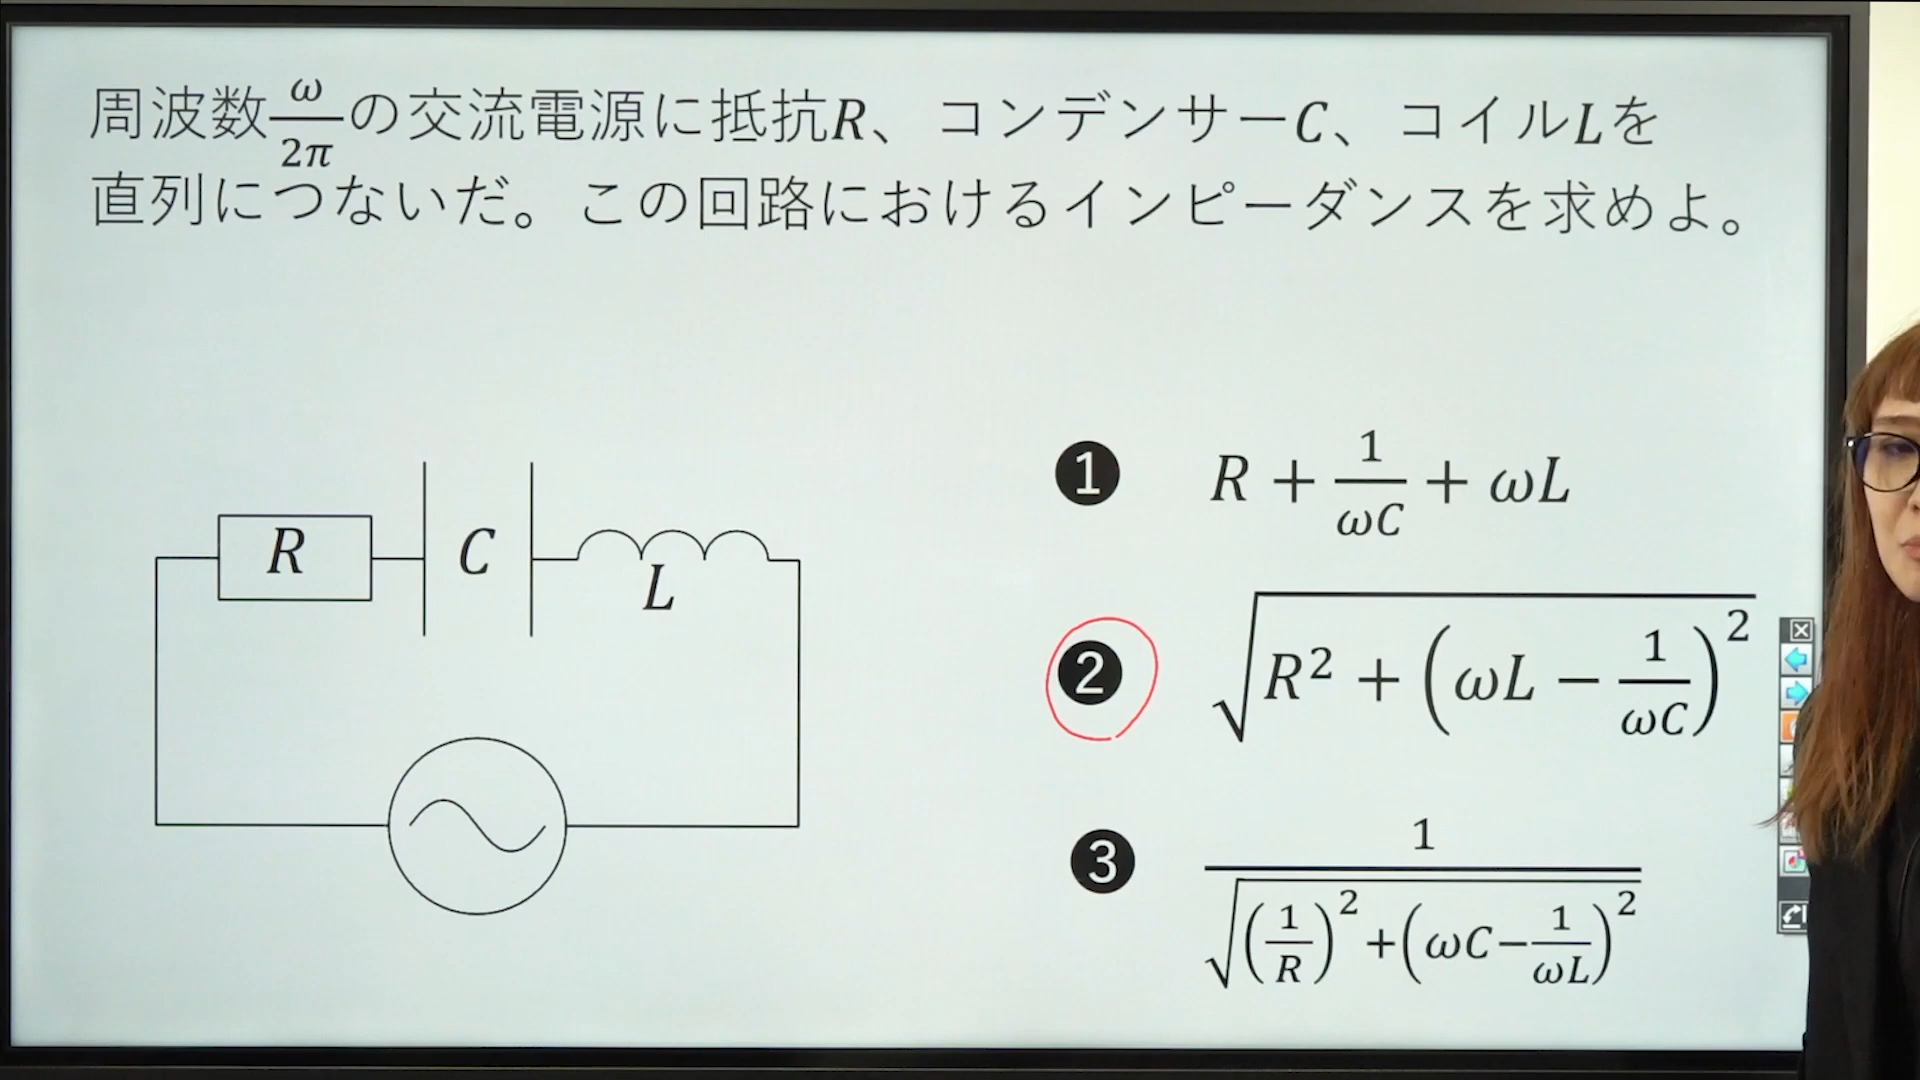 周波数ω/2πの交流電源に抵抗R、コンデンサーC、コイルLを
直列につないだ。この回路におけるインピーダンスを求めよ。
R C L
❶ R + 1/ωC + ωL
❷ √(R² + (ωL − 1/ωC)²)
❸ 1/√((1/R)²+(ωC−1/ωL)²)